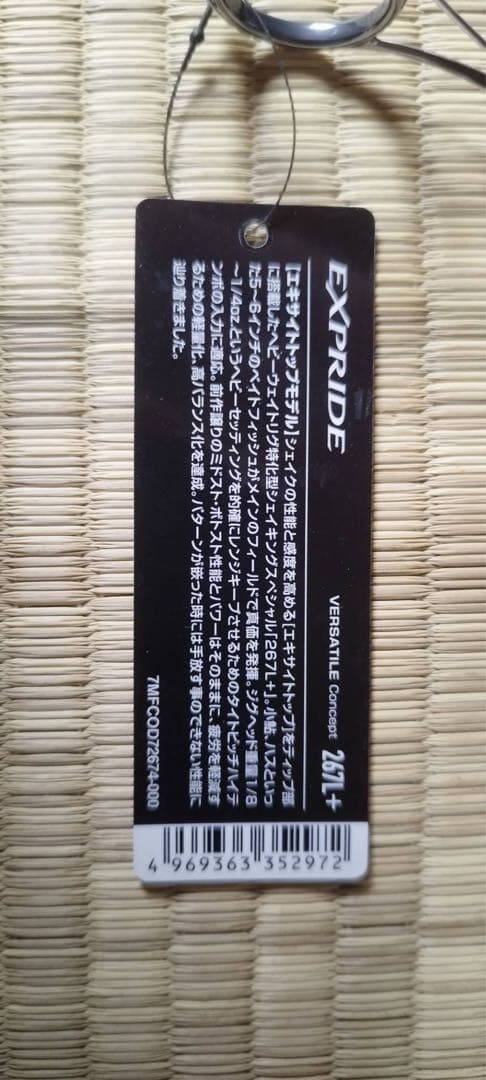 EXPRIDE
VERSATILE Concept 267L+
[エキサイトトップモデル]シェイクの性能と感度を高める[エキサイトトップ]をティップ部
に搭載したヘビーウェイトリグ特化型シェイキングスペシャル「267L+」。小鮎、ハスといっ
た5~6インチのベイトフィッシュがメインのフィールドで真価を発揮。ジグヘッド重量1/8
~1/4oz.というヘビーセッティングを的確にレンジキープさせるためのタイトピッチハイテ
ンポの入力に適応。前作譲りのミドスト・ボトスト性能とパワーはそのままに、疲労を軽減す
るための軽量化、高バランス化を達成。パターンが嵌った時には手放す事のできない性能に
辿り着きました。
7MFCOD72674-000
4 969363 352972